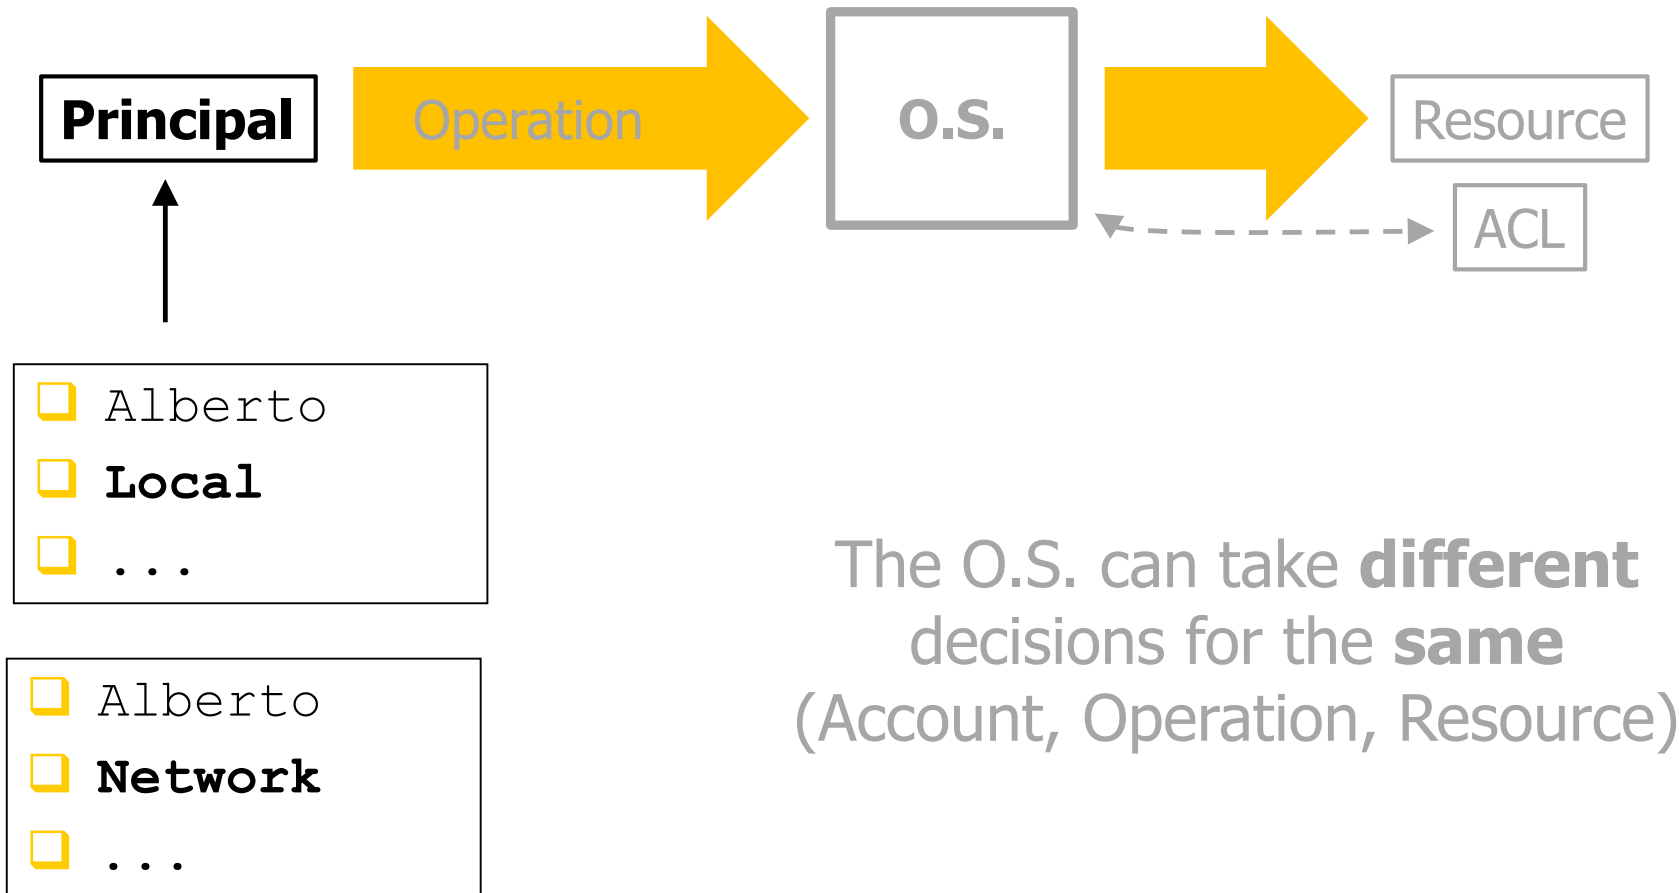 Principal
Operation
O.S.
Resource
ACL
Alberto
Local
...
Alberto
Network
...
The O.S. can take different
decisions for the same
(Account, Operation, Resource)